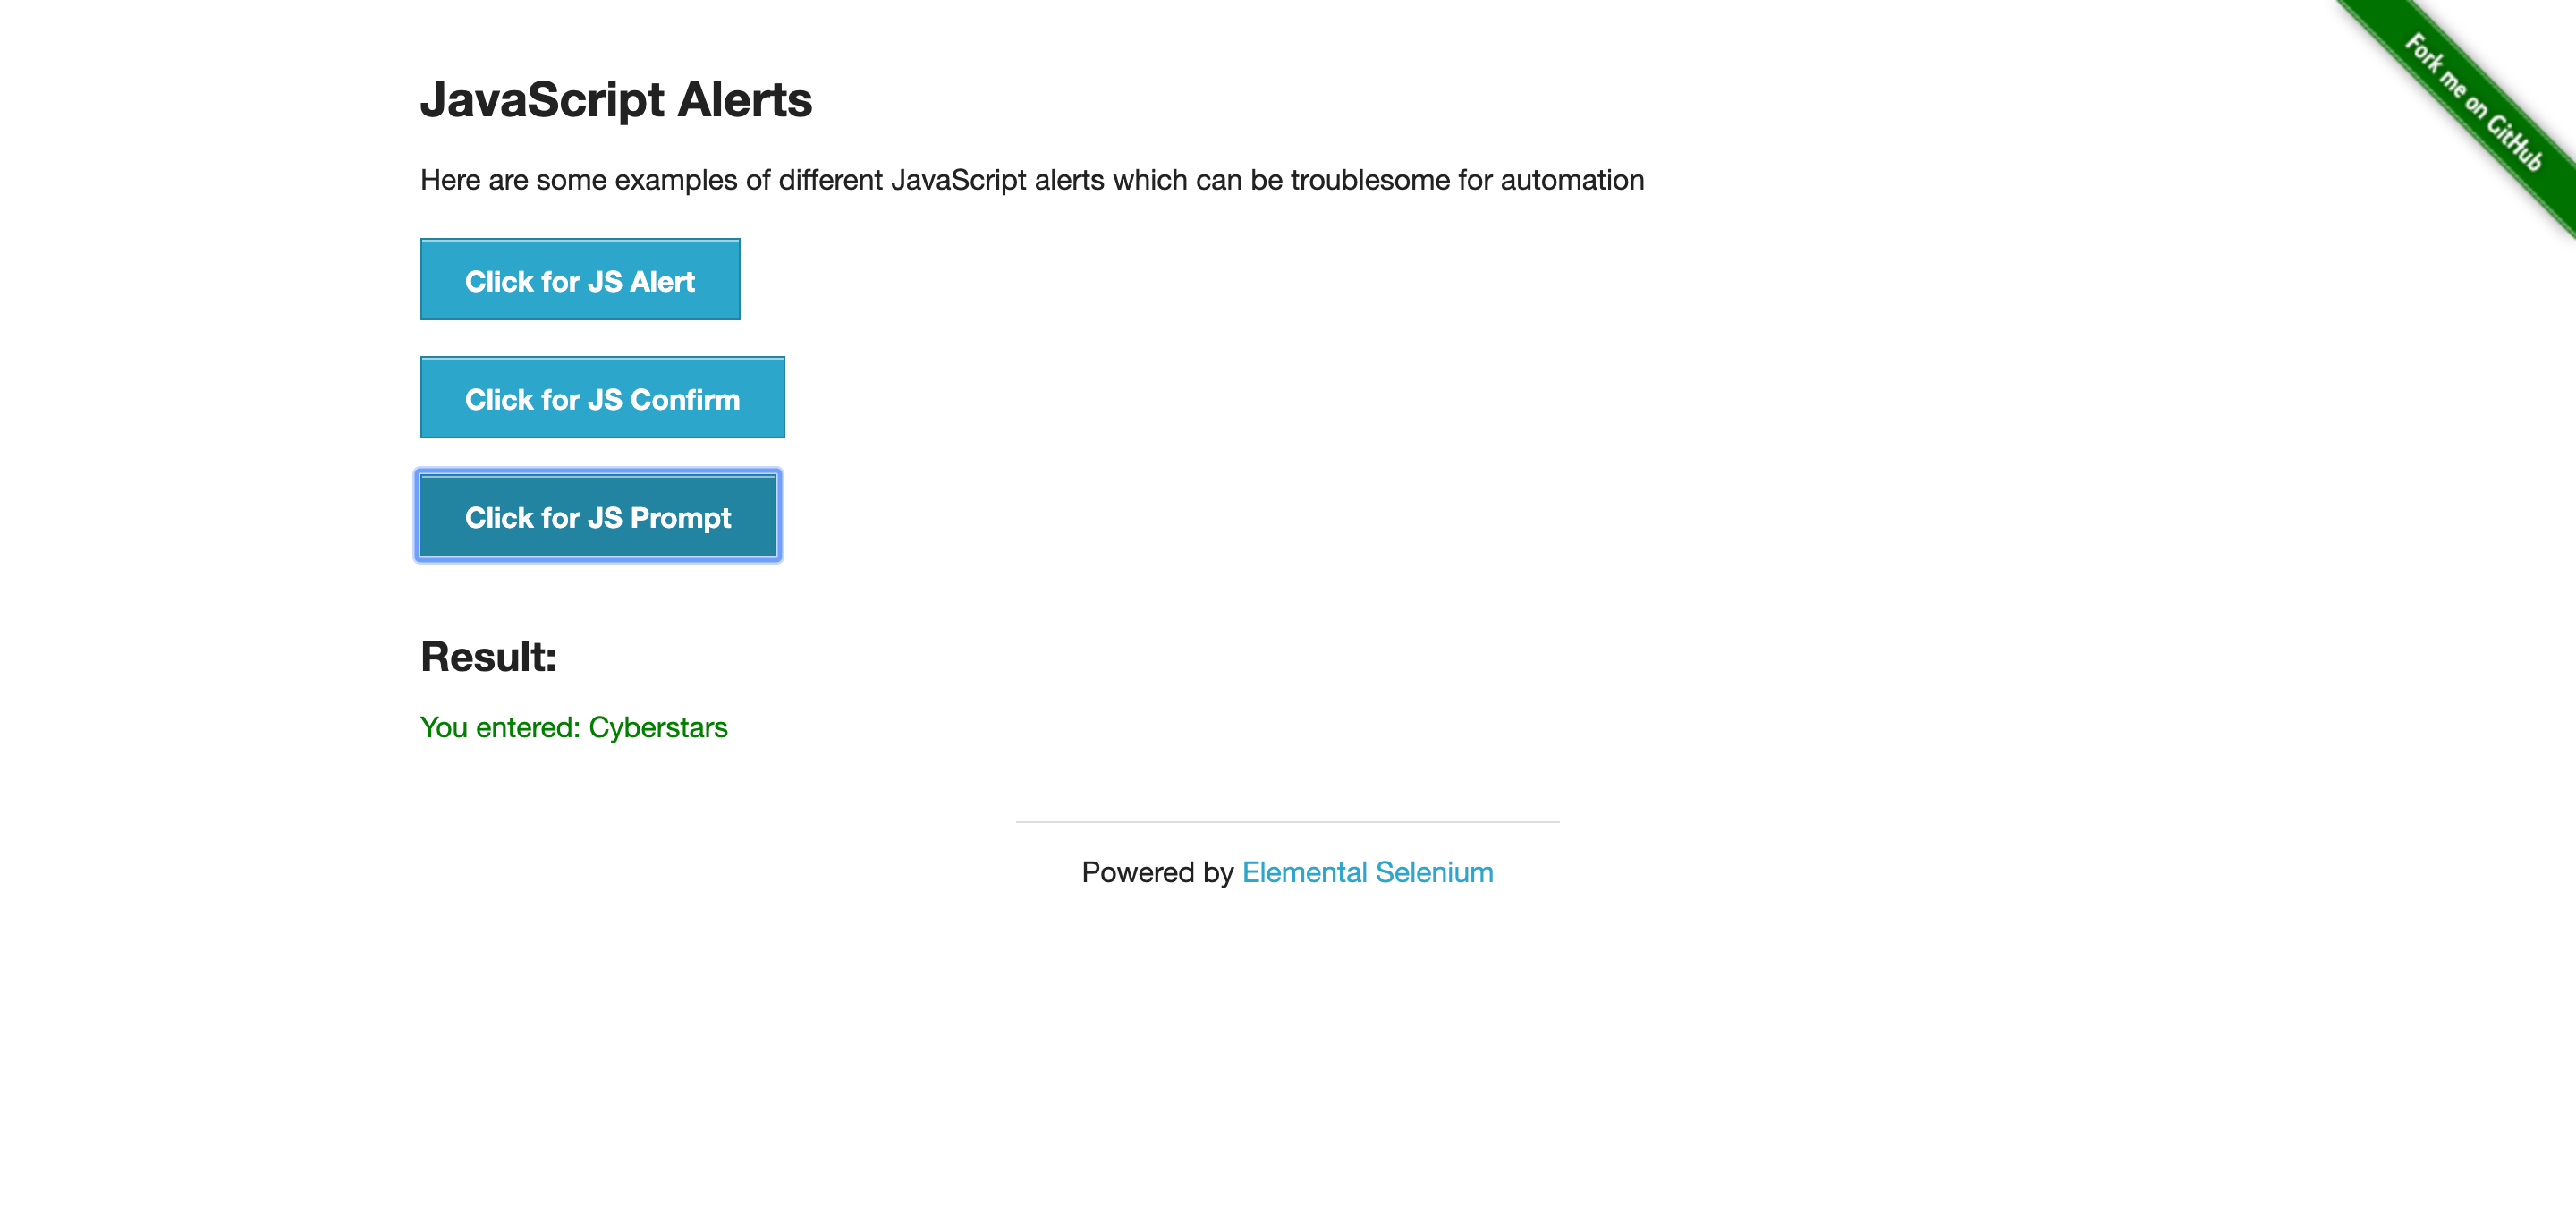 Fork me on GitHub
JavaScript Alerts
Here are some examples of different JavaScript alerts which can be troublesome for automation
Click for JS Alert
Click for JS Confirm
Click for JS Prompt
Result:
You entered: Cyberstars
Powered by Elemental Selenium